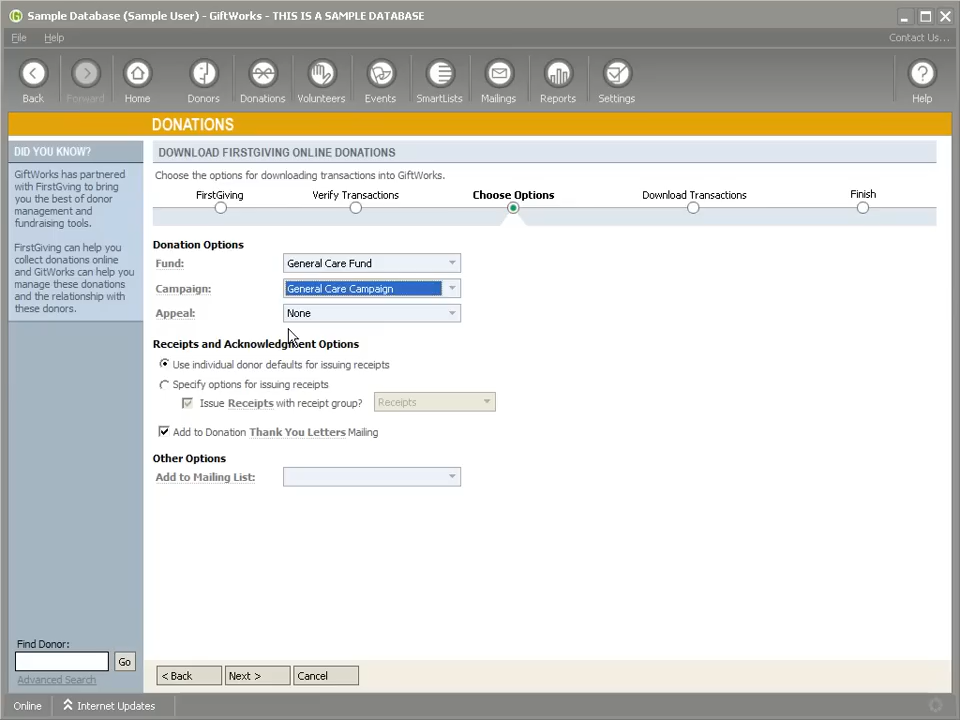 Sample Database (Sample User) - GiftWorks - THIS IS A SAMPLE DATABASE
File Help Contact Us...
Back Forward Home Donors Donations Volunteers Events SmartLists Mailings Reports Settings Help
DONATIONS
DID YOU KNOW?
GiftWorks has partnered
with FirstGiving to bring
you the best of donor
management and
fundraising tools.
FirstGiving can help you
collect donations online
and GitWorks can help you
manage these donations
and the relationship with
these donors.
DOWNLOAD FIRSTGIVING ONLINE DONATIONS
Choose the options for downloading transactions into GiftWorks.
FirstGiving Verify Transactions Choose Options Download Transactions Finish
Donation Options
Fund: General Care Fund
Campaign: General Care Campaign
Appeal: None
Receipts and Acknowledgment Options
Use individual donor defaults for issuing receipts
Specify options for issuing receipts
Issue Receipts with receipt group? Receipts
Add to Donation Thank You Letters Mailing
Other Options
Add to Mailing List:
Find Donor:
Go
Advanced Search
< Back Next > Cancel
Online Internet Updates